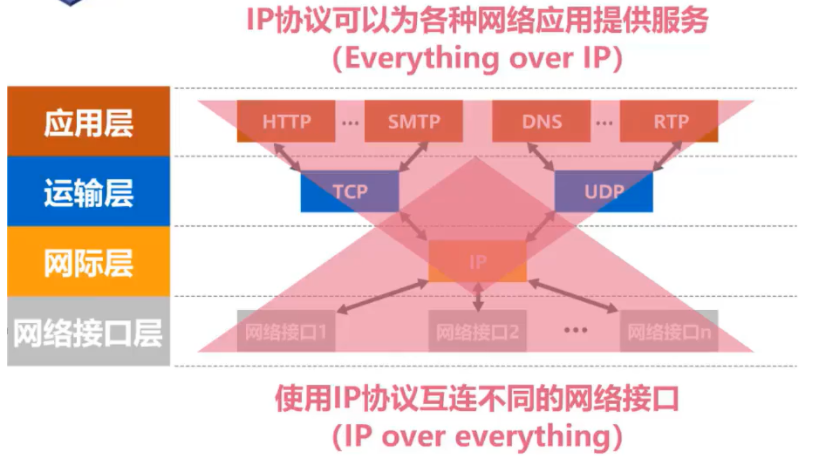 IP协议可以为各种网络应用提供服务
（Everything over IP）
应用层
HTTP ... SMTP DNS ... RTP
运输层
TCP UDP
网际层
IP
网络接口层
网络接口1 网络接口2 ... 网络接口n
使用IP协议互连不同的网络接口
（IP over everything）